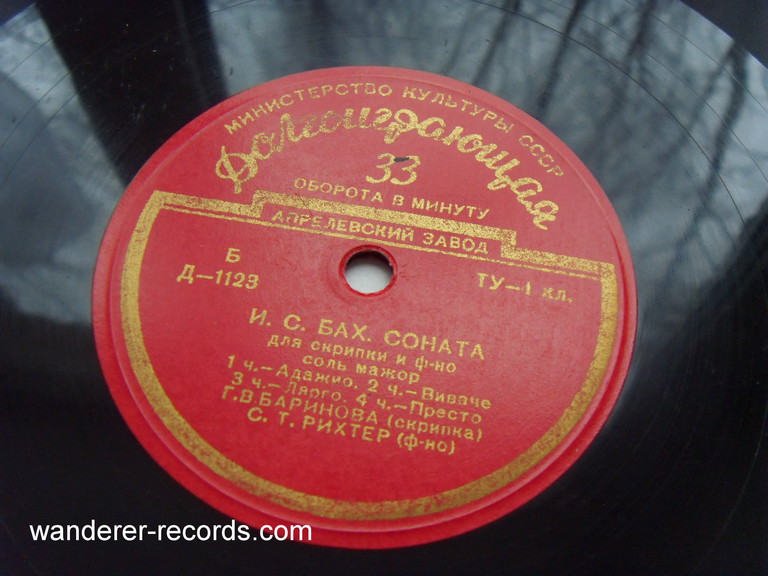 МИНИСТЕРСТВО КУЛЬТУРЫ СССР
Долгоиграющая
33
ОБОРОТА В МИНУТУ
АПРЕЛЕВСКИЙ ЗАВОД
Б
Д—1123
ТУ—1 кл.
И. С. БАХ. СОНАТА
для скрипки и ф-но
соль мажор
1 ч.—Адажио. 2 ч.—Виваче
3 ч.—Лярго. 4 ч.—Престо
Г.В.БАРИНОВА (скрипка)
С. Т. РИХТЕР (ф-но)
wanderer-records.com